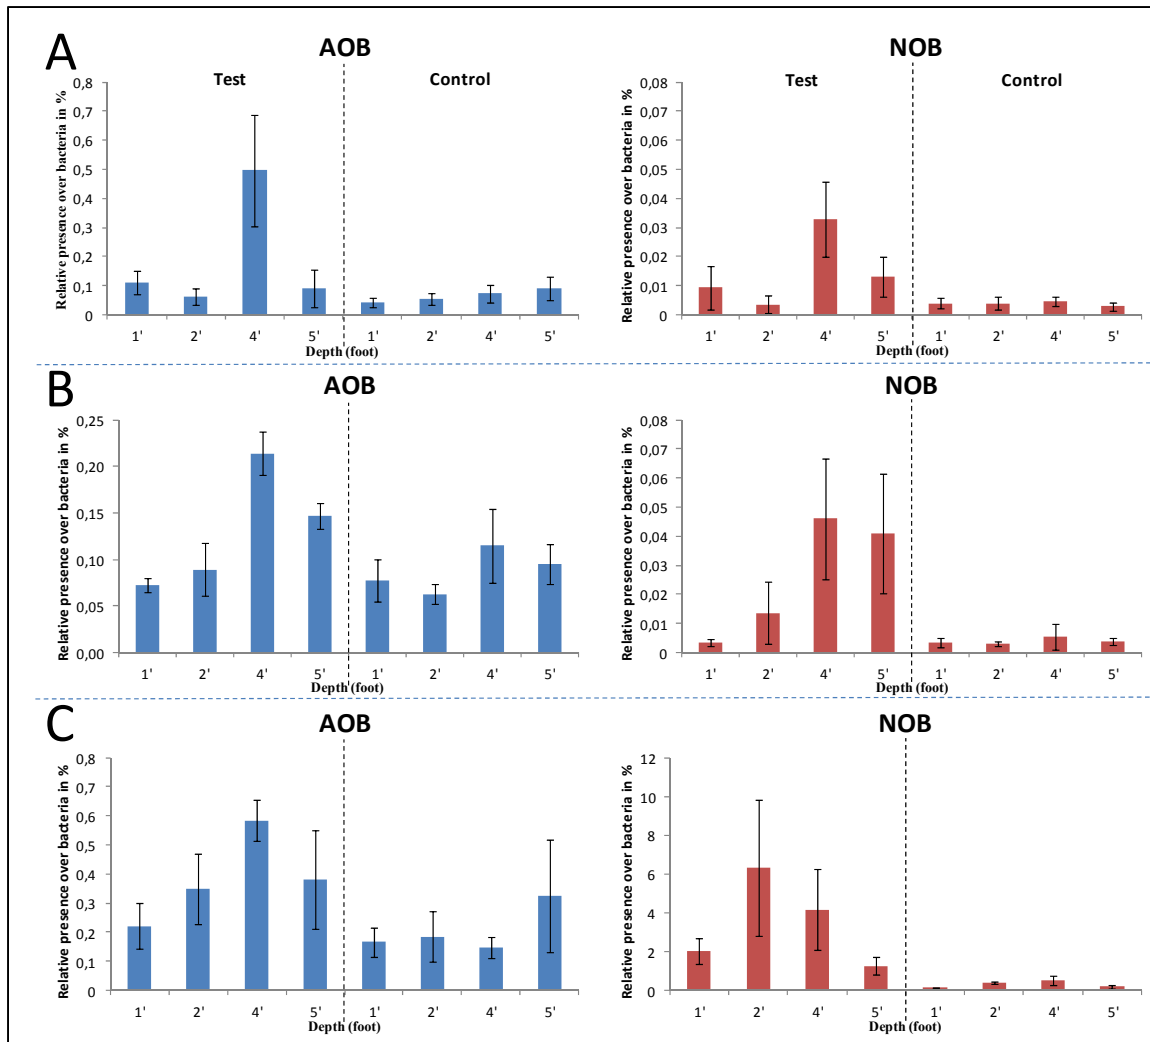 A
AOB
NOB
Test
Control
Test
Control
Relative presence over bacteria in %
0,8
0,7
0,6
0,5
0,4
0,3
0,2
0,1
0
1' 2' 4' 5' 1' 2' 4' 5'
Depth (foot)
Relative presence over bacteria in %
0,08
0,07
0,06
0,05
0,04
0,03
0,02
0,01
0
1' 2' 4' 5' 1' 2' 4' 5'
Depth (foot)
B
AOB
NOB
Relative presence over bacteria in %
0,25
0,20
0,15
0,10
0,05
0,00
1' 2' 4' 5' 1' 2' 4' 5'
Depth (foot)
Relative presence over bacteria in %
0,08
0,07
0,06
0,05
0,04
0,03
0,02
0,01
0
1' 2' 4' 5' 1' 2' 4' 5'
Depth (foot)
C
AOB
NOB
Relative presence over bacteria in %
0,8
0,7
0,6
0,5
0,4
0,3
0,2
0,1
0
1' 2' 4' 5' 1' 2' 4' 5'
Depth (foot)
Relative presence over bacteria in %
12
10
8
6
4
2
0
1' 2' 4' 5' 1' 2' 4' 5'
Depth (foot)